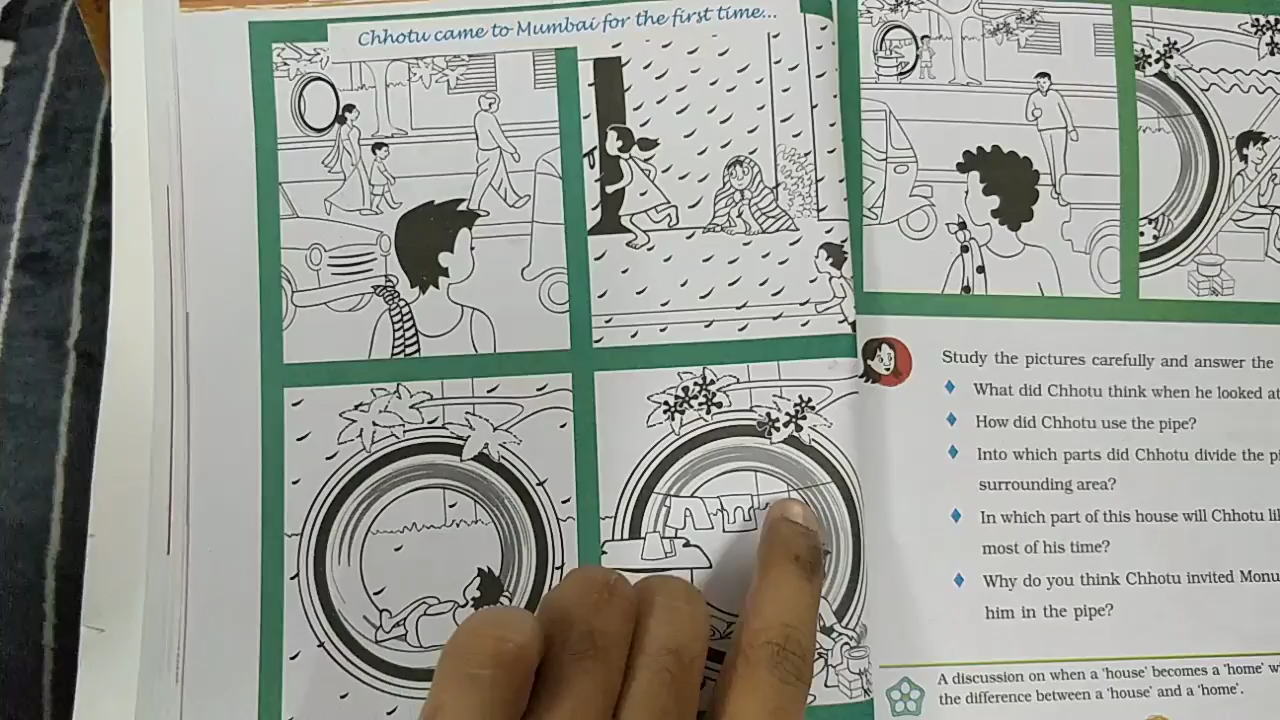 Chhotu came to Mumbai for the first time...
Study the pictures carefully and answer the
What did Chhotu think when he looked at
How did Chhotu use the pipe?
Into which parts did Chhotu divide the
surrounding area?
In which part of this house will Chhotu
most of his time?
Why do you think Chhotu invited Monu
him in the pipe?
A discussion on when a 'house' becomes a 'home'
the difference between a 'house' and a 'home'.